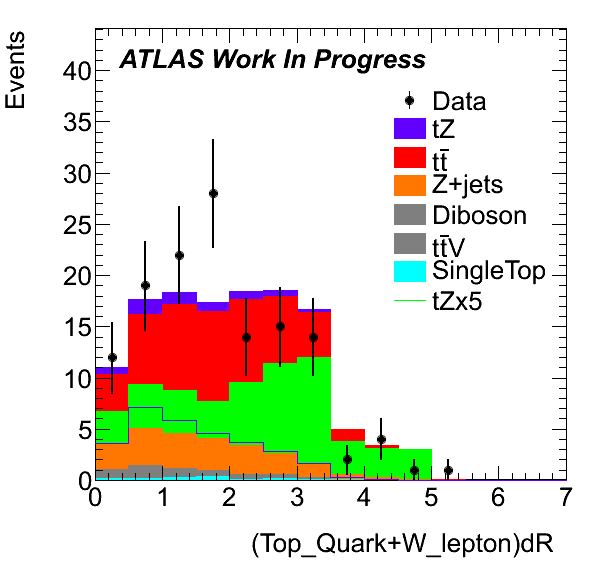 Events
ATLAS Work In Progress
Data
tZ
tt̄
Z+jets
Diboson
tt̄V
SingleTop
tZx5
40
35
30
25
20
15
10
5
0
0 1 2 3 4 5 6 7
(Top_Quark+W_lepton)dR